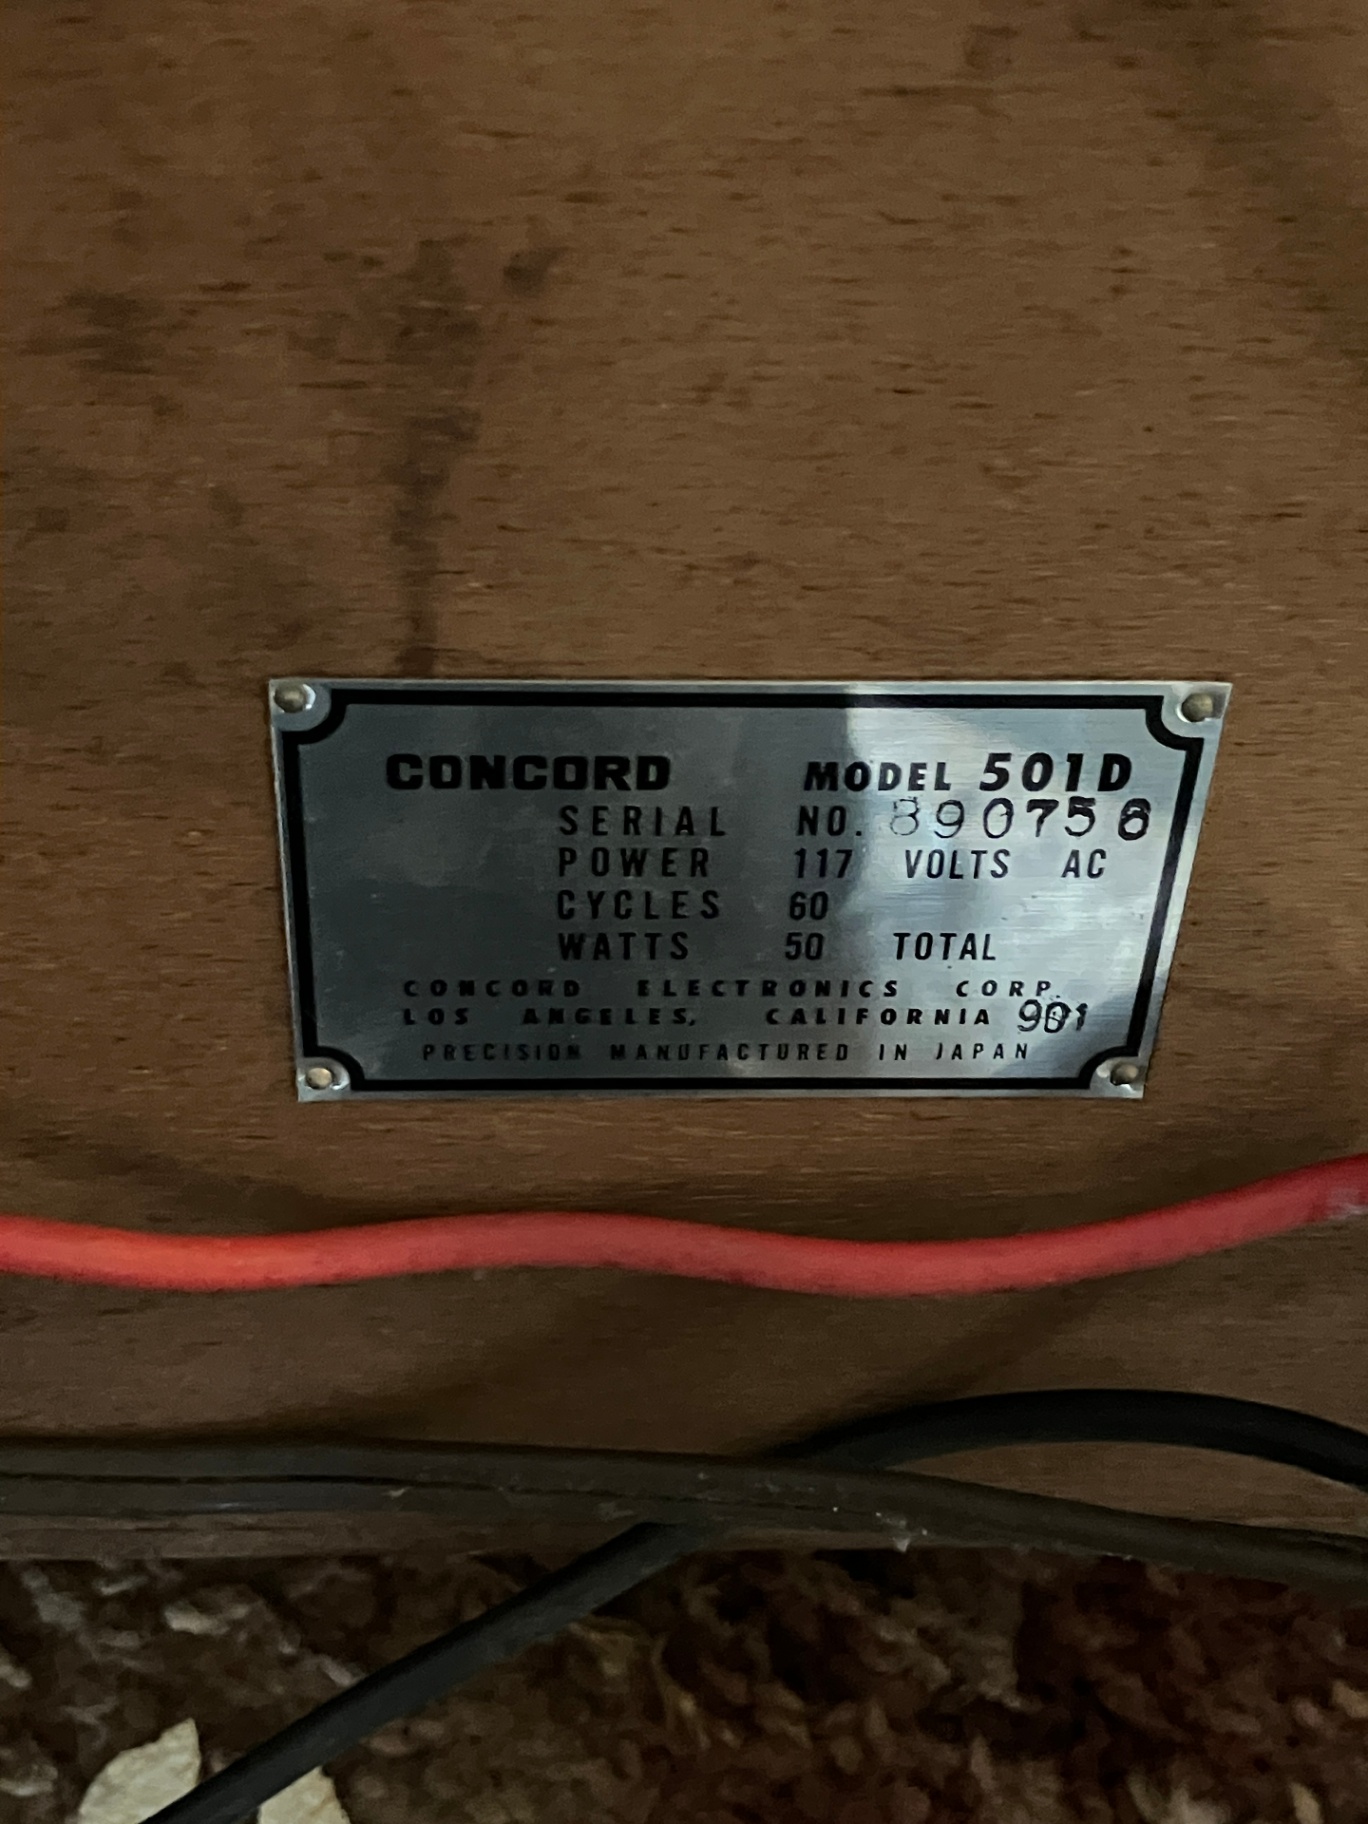 CONCORD MODEL 501D
SERIAL NO. 890756
POWER 117 VOLTS AC
CYCLES 60
WATTS 50 TOTAL
CONCORD ELECTRONICS CORP.
LOS ANGELES, CALIFORNIA 901
PRECISION MANUFACTURED IN JAPAN